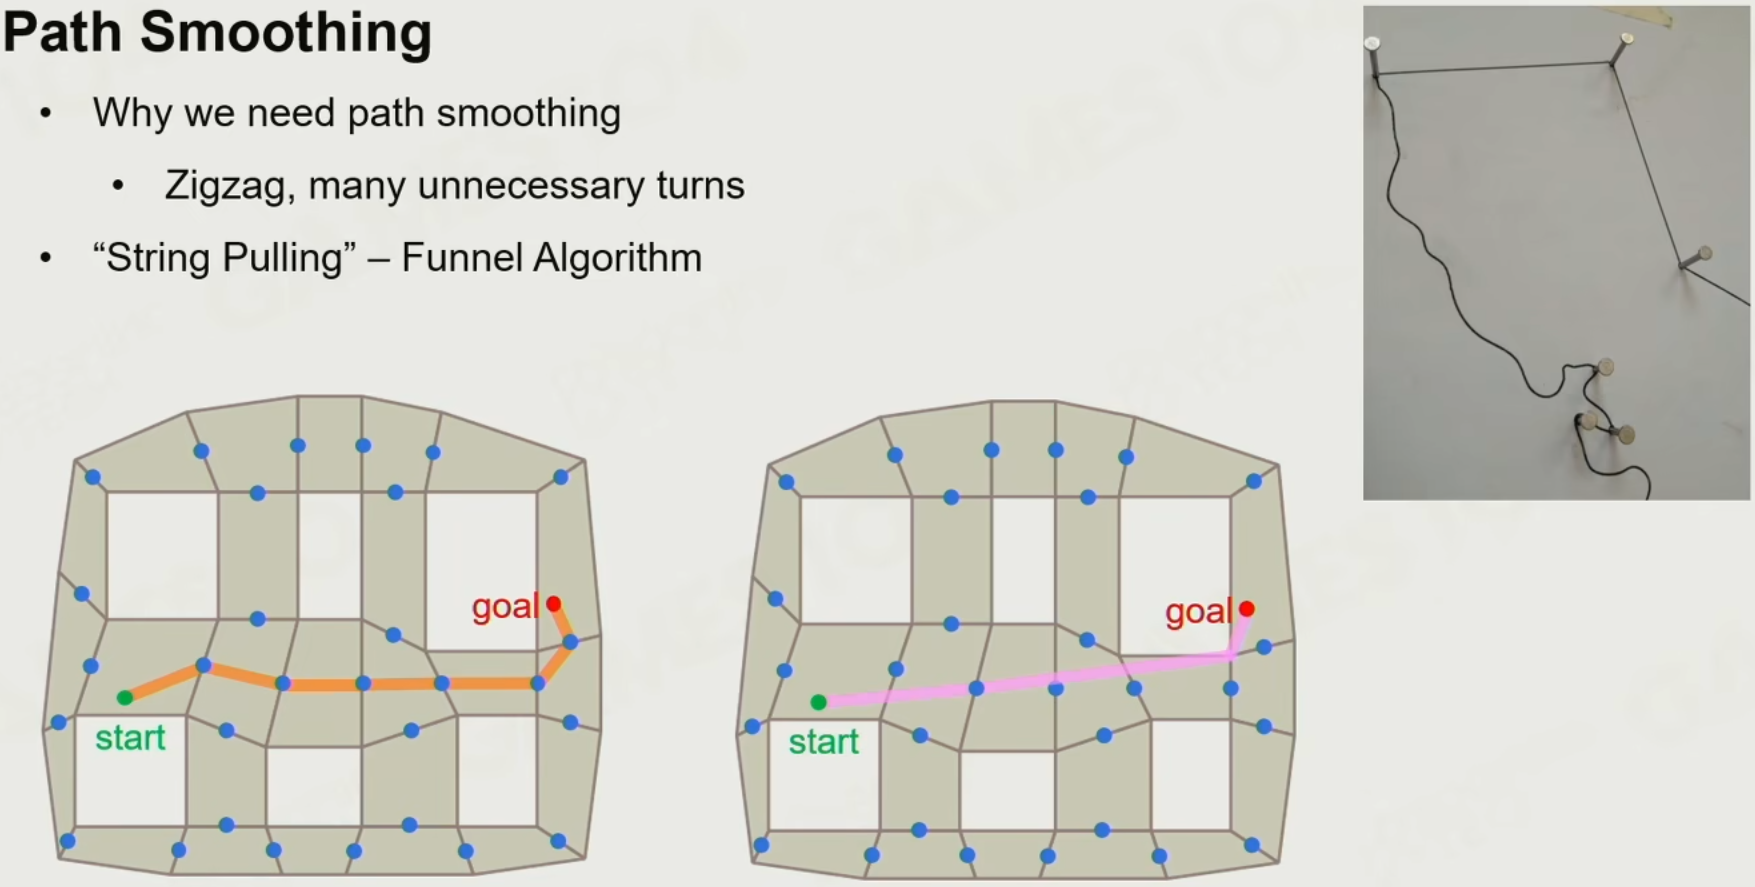 Path Smoothing
• Why we need path smoothing
• Zigzag, many unnecessary turns
• “String Pulling” – Funnel Algorithm
goal
start
goal
start